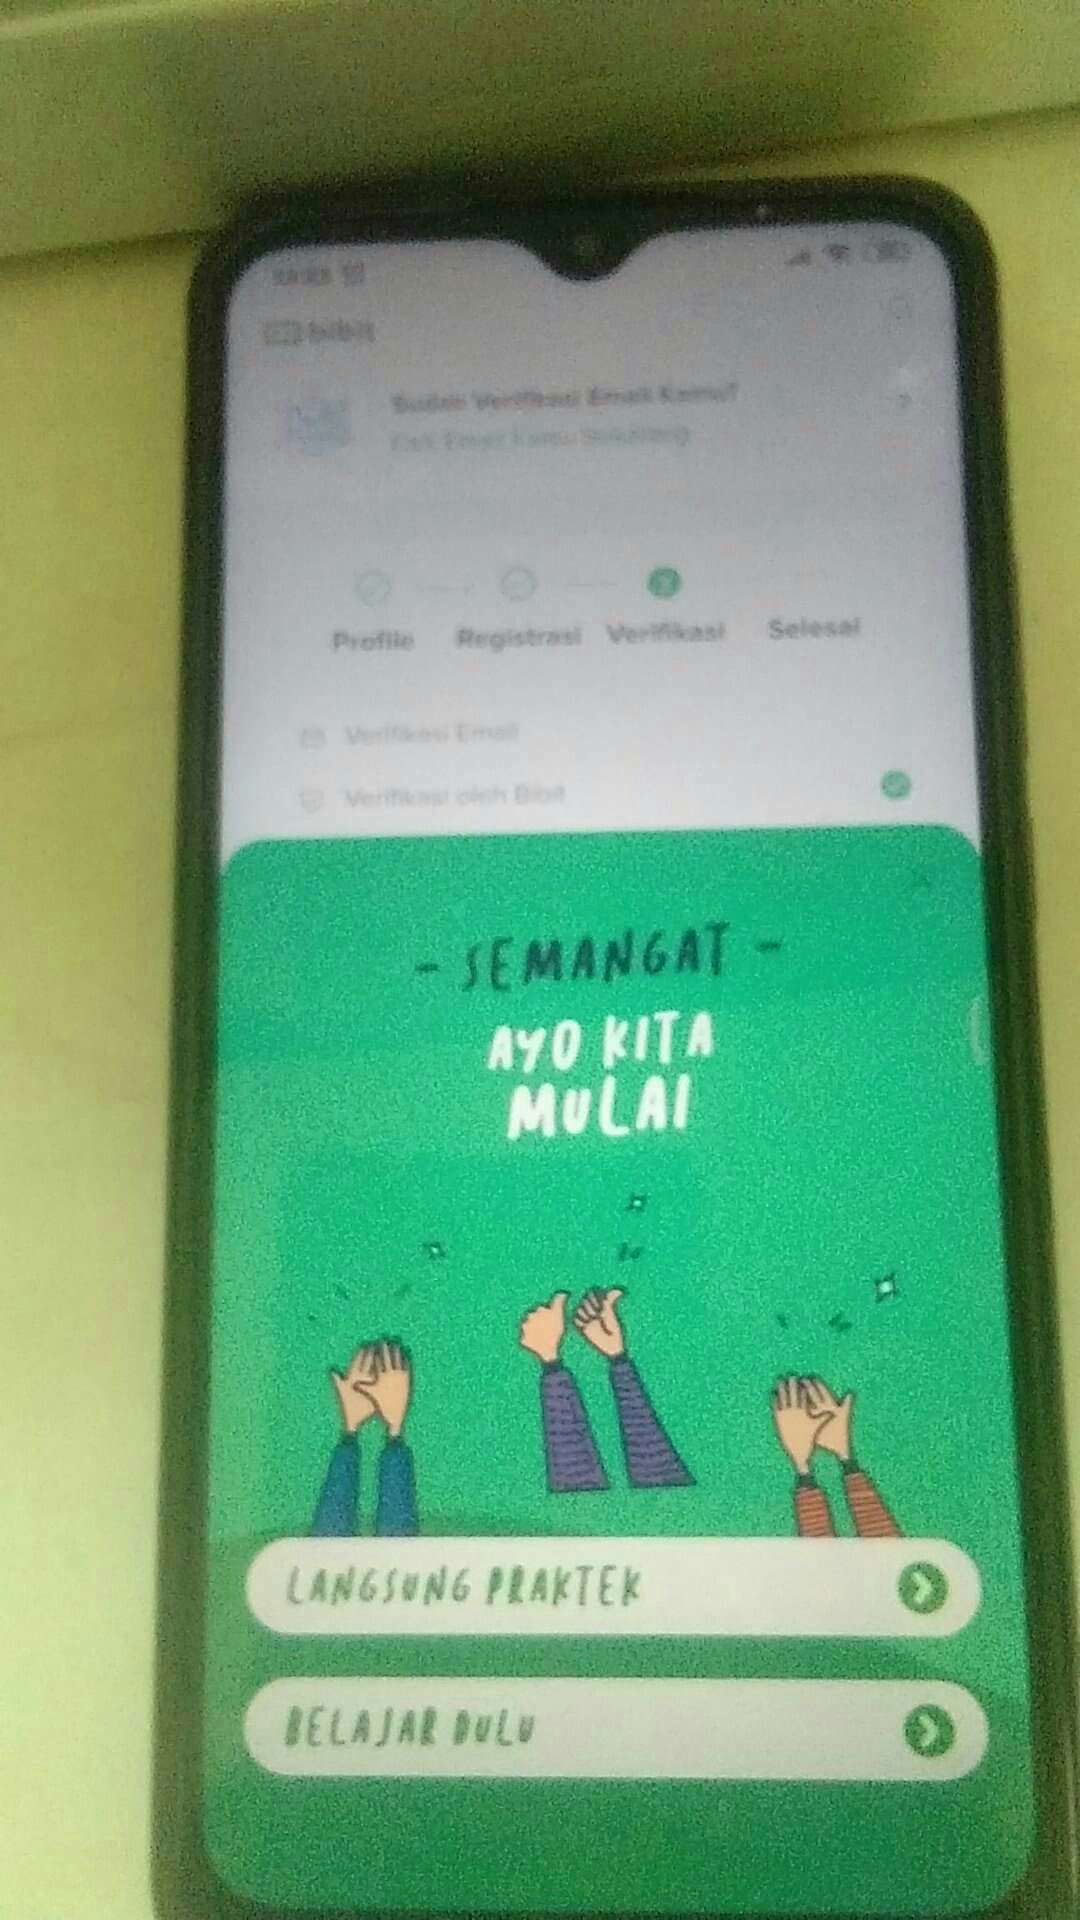 bibit
Sudah Verifikasi Email Kamu?
Cek Email Kamu Sekarang
Profile Registrasi Verifikasi Selesai
Verifikasi Email
Verifikasi oleh Bibit
- SEMANGAT -
AYO KITA
MULAI
LANGSUNG PRAKTEK
BELAJAR DULU